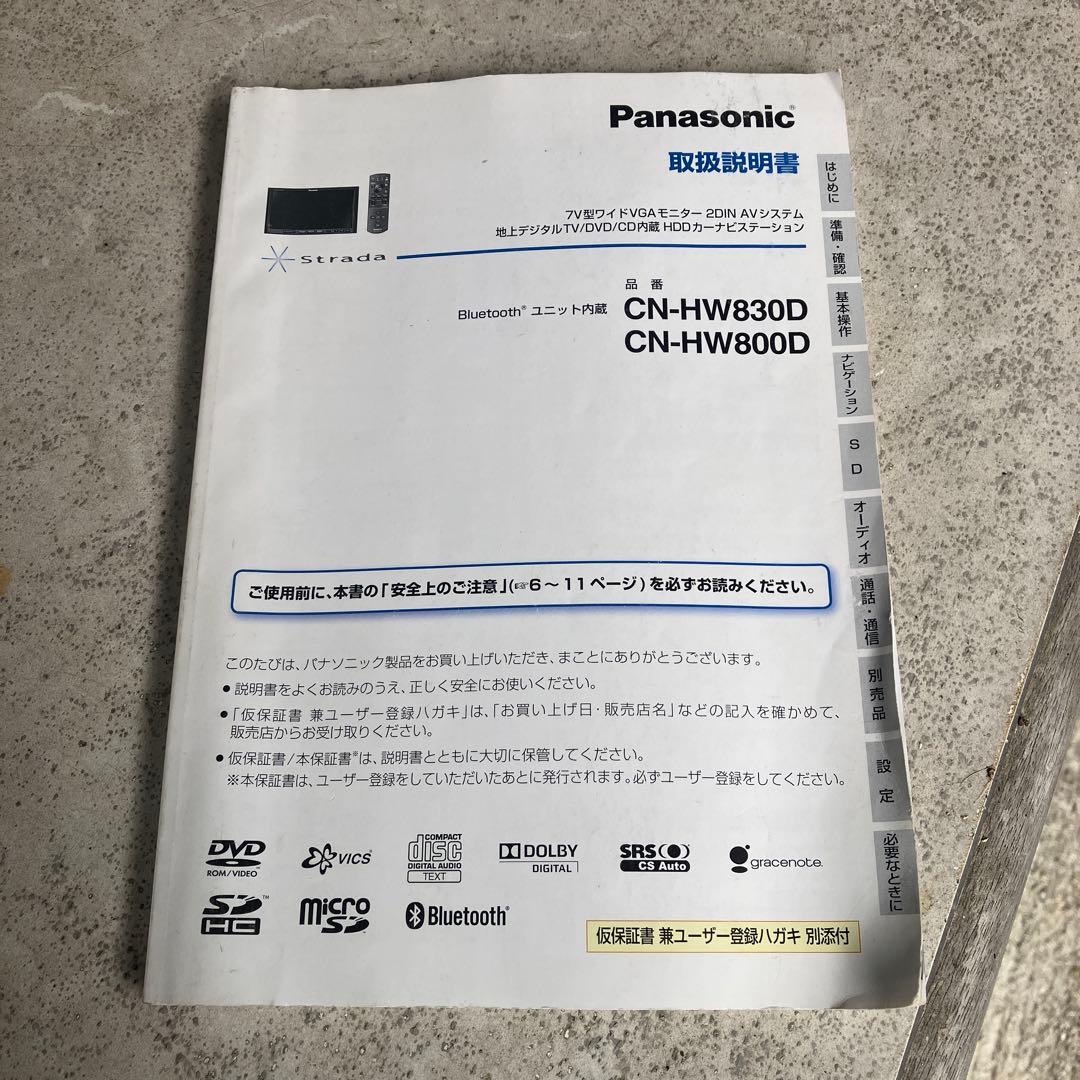 Panasonic®
取扱説明書
7V型ワイドVGAモニター 2DIN AVシステム
地上デジタルTV/DVD/CD内蔵 HDDカーナビステーション
Strada
品番
Bluetooth® ユニット内蔵 CN-HW830D
CN-HW800D
ご使用前に、本書の「安全上のご注意」(☞6～11ページ)を必ずお読みください。
このたびは、パナソニック製品をお買い上げいただき、まことにありがとうございます。
● 説明書をよくお読みのうえ、正しく安全にお使いください。
● 「仮保証書 兼ユーザー登録ハガキ」は、「お買い上げ日・販売店名」などの記入を確かめて、
販売店からお受け取りください。
● 仮保証書/本保証書※は、説明書とともに大切に保管してください。
※本保証書は、ユーザー登録をしていただいたあとに発行されます。必ずユーザー登録をしてください。
DVD ROM/VIDEO
VICS
COMPACT disc DIGITAL AUDIO TEXT
DOLBY DIGITAL
SRS CS Auto
gracenote.
SD HC™
micro SD
Bluetooth®
仮保証書 兼ユーザー登録ハガキ 別添付
はじめに
準備・確認
基本操作
ナビゲーション
SD
オーディオ
通話・通信
別売品
設定
必要なときに